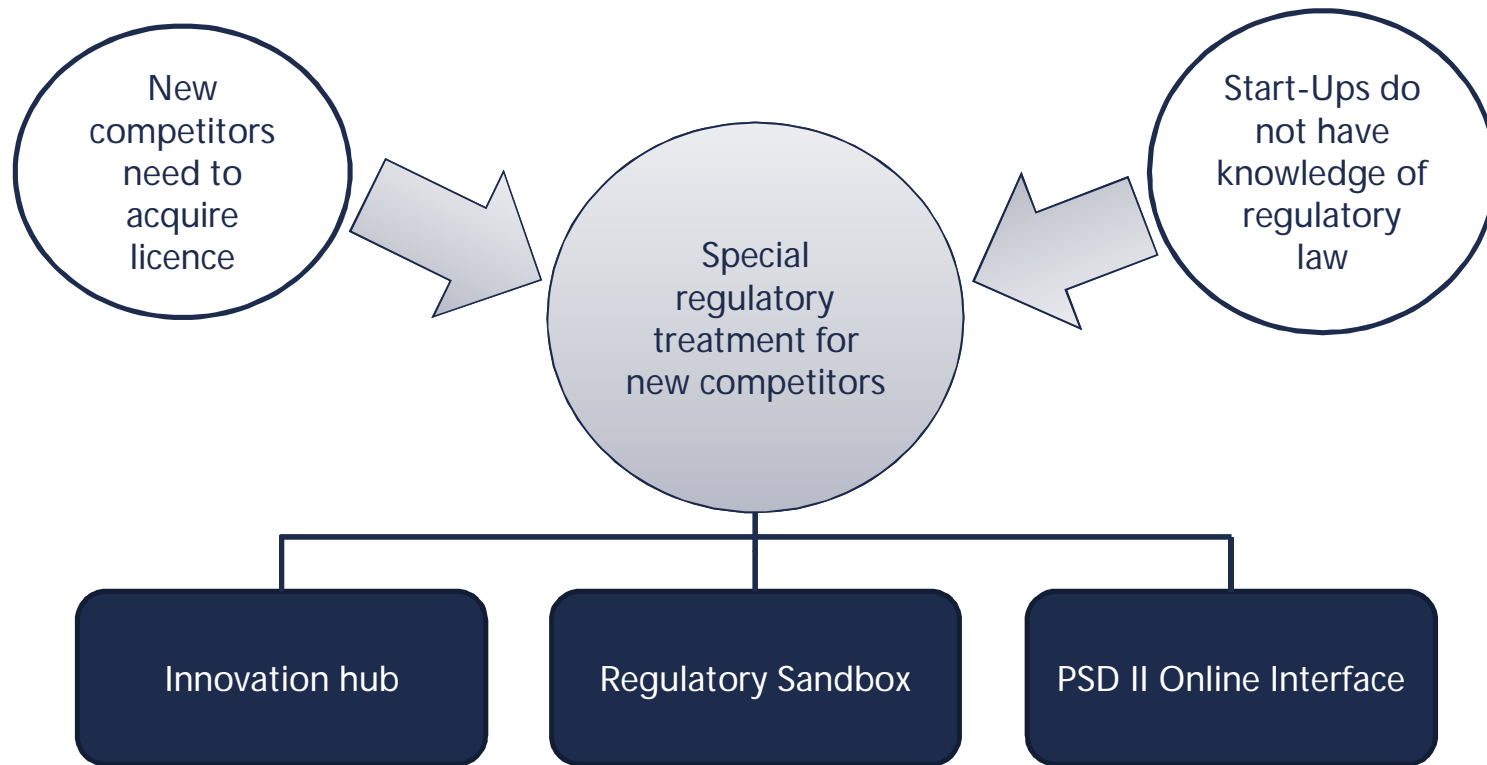 New
competitors
need to
acquire
licence
Start-Ups do
not have
knowledge of
regulatory
law
Special
regulatory
treatment for
new competitors
Innovation hub
Regulatory Sandbox
PSD II Online Interface